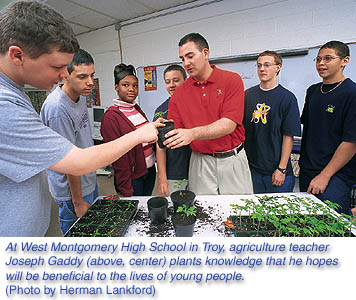 At West Montgomery High School in Troy, agriculture teacher
Joseph Gaddy (above, center) plants knowledge that he hopes
will be beneficial to the lives of young people.
(Photo by Herman Lankford)